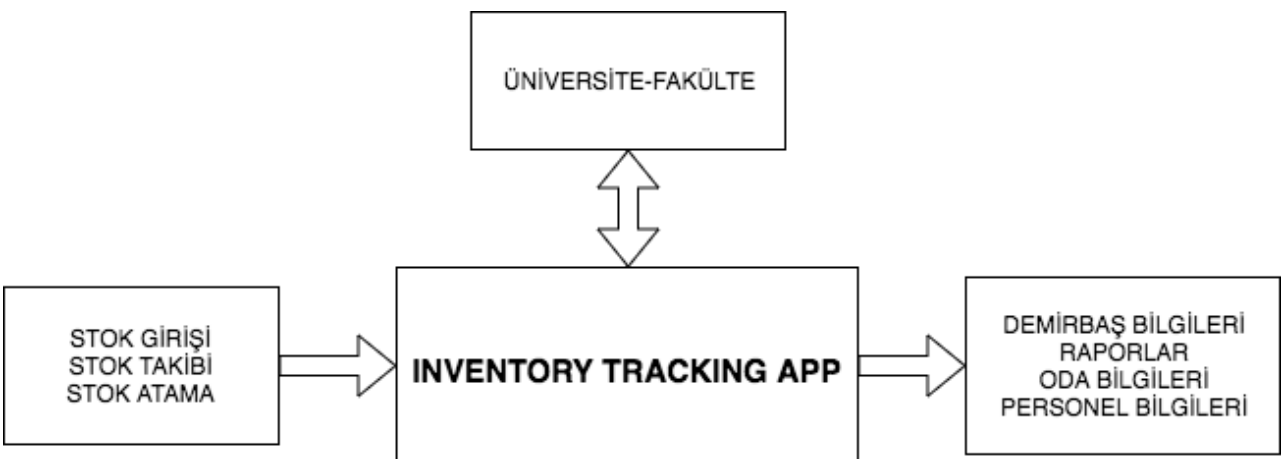 ÜNİVERSİTE-FAKÜLTE
STOK GİRİŞİ
STOK TAKİBİ
STOK ATAMA
INVENTORY TRACKING APP
DEMİRBAŞ BİLGİLERİ
RAPORLAR
ODA BİLGİLERİ
PERSONEL BİLGİLERİ